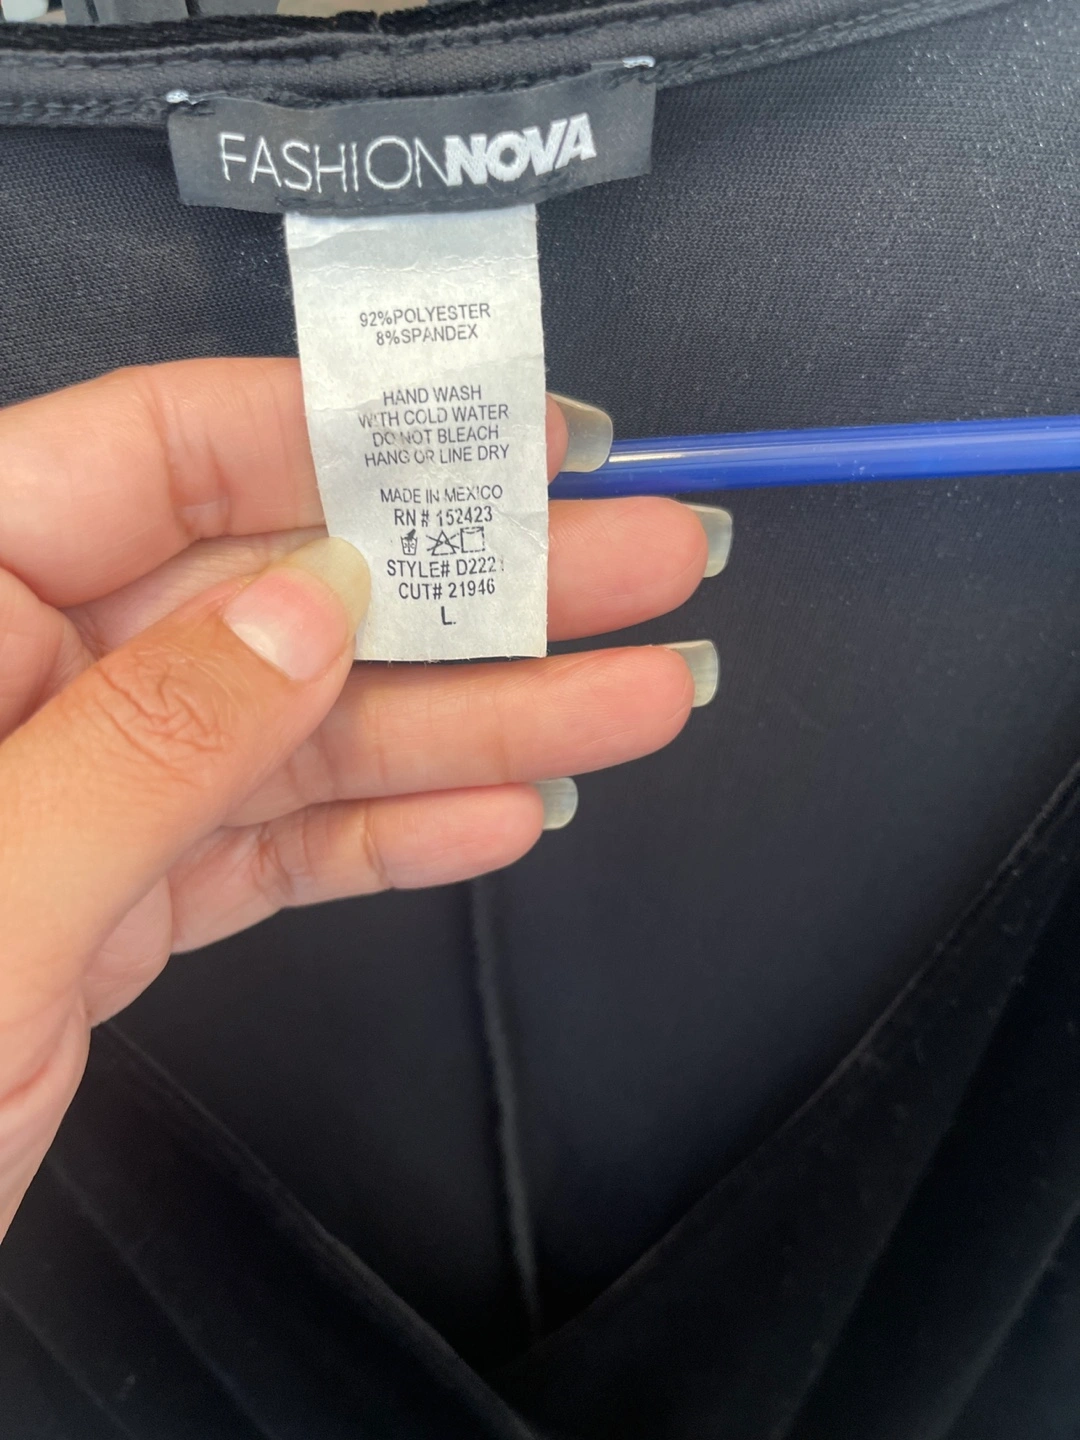 FASHIONNOVA
92%POLYESTER
8%SPANDEX
HAND WASH
WITH COLD WATER
DO NOT BLEACH
HANG OR LINE DRY
MADE IN MEXICO
RN # 152423
STYLE#
CUT# 21946
L